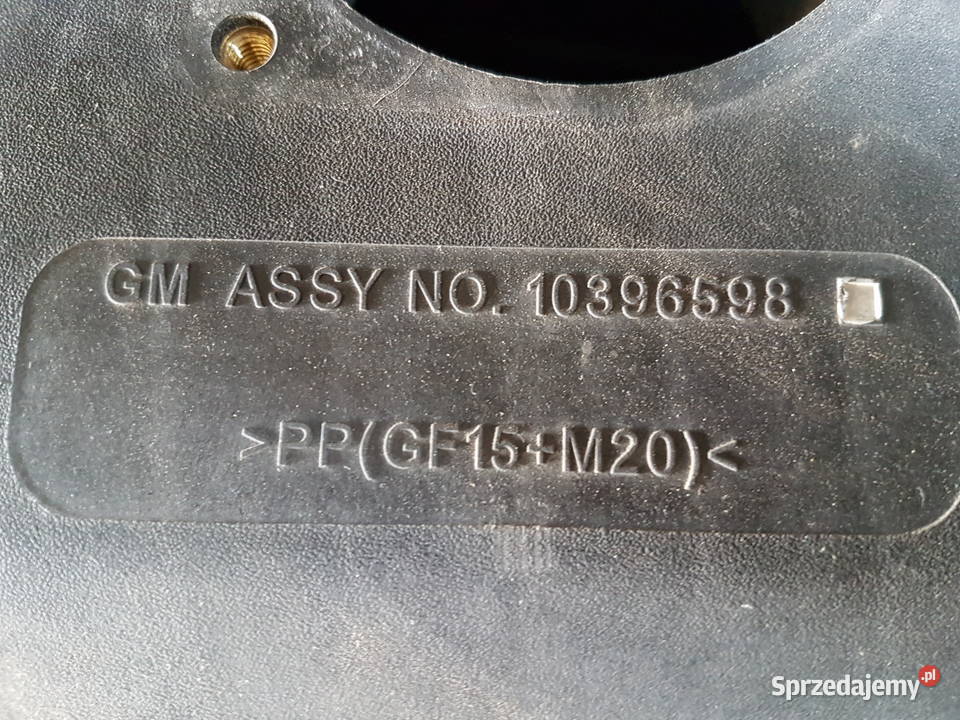 GM ASSY NO. 10396598
>PP(GF15+M20)<
Sprzedajemy.pl